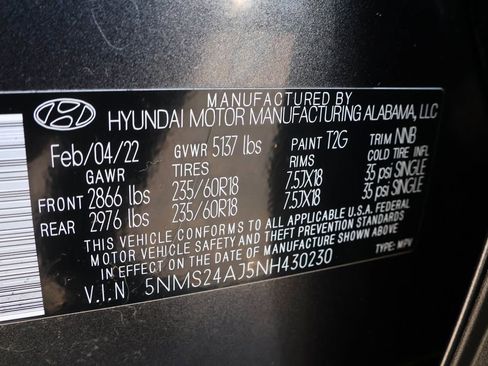 MANUFACTURED BY
HYUNDAI MOTOR MANUFACTURING ALABAMA, LLC
Feb/04/22 GVWR 5137 lbs PAINT T2G TRIM NNB
GAWR TIRES RIMS COLD TIRE INFL
FRONT 2866 lbs 235/60R18 7.5JX18 35 psi SINGLE
REAR 2976 lbs 235/60R18 7.5JX18 35 psi SINGLE
THIS VEHICLE CONFORMS TO ALL APPLICABLE U.S.A. FEDERAL
MOTOR VEHICLE SAFETY AND THEFT PREVENTION STANDARDS
IN EFFECT ON THE DATE OF MANUFACTURE SHOWN ABOVE
V.I.N 5NMS24AJ5NH430230 TYPE: MPV